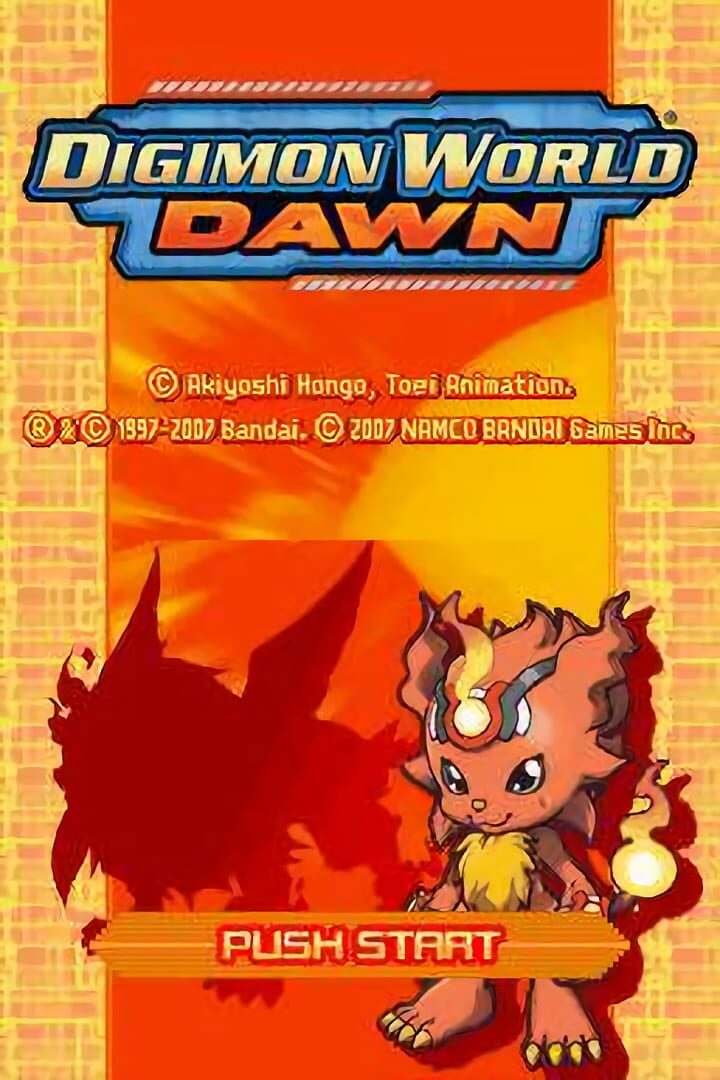 DIGIMON WORLD®
DAWN
© Akiyoshi Hongo, Toei Animation.
® & © 1997-2007 Bandai. © 2007 NAMCO BANDAI Games Inc.
PUSH START